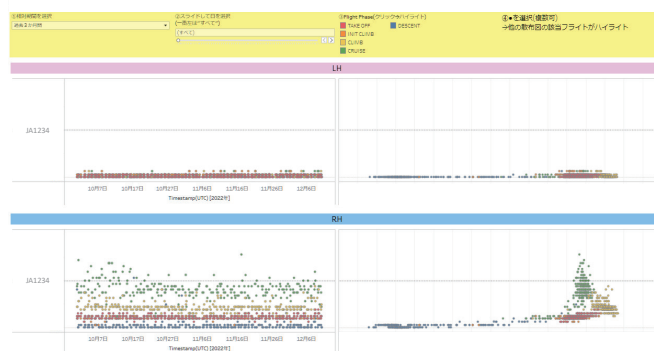 ①検討期間を選択
過去3か月間
②スライドして日を選択
(一番左は"すべて")
(すべて)
③Flight Phase(クリック→ハイライト)
TAKE OFF
DESCENT
INIT CLIMB
CLIMB
CRUISE
④●を選択(複数可)
→他の散布図の該当フライトがハイライト
LH
JA1234
10月7日 10月17日 10月27日 11月6日 11月16日 11月26日 12月6日
Timestamp(UTC) [2022年]
RH
JA1234
10月7日 10月17日 10月27日 11月6日 11月16日 11月26日 12月6日
Timestamp(UTC) [2022年]